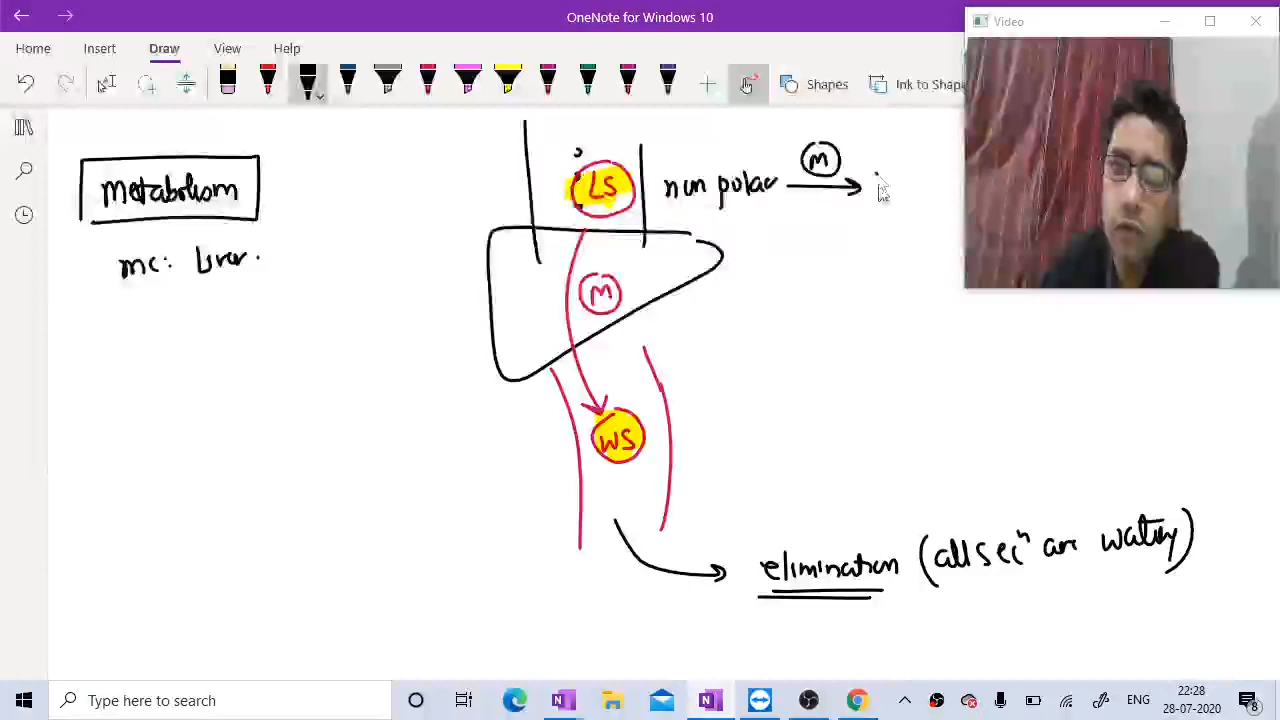 OneNote for Windows 10
Video
Home Insert Draw View Help
Shapes Ink to Shape
metabolism
mc: Liver.
LS non polar M
M
WS
elimination (all secⁿ are watery)
Type here to search
ENG 22:28
28-07-2020
8